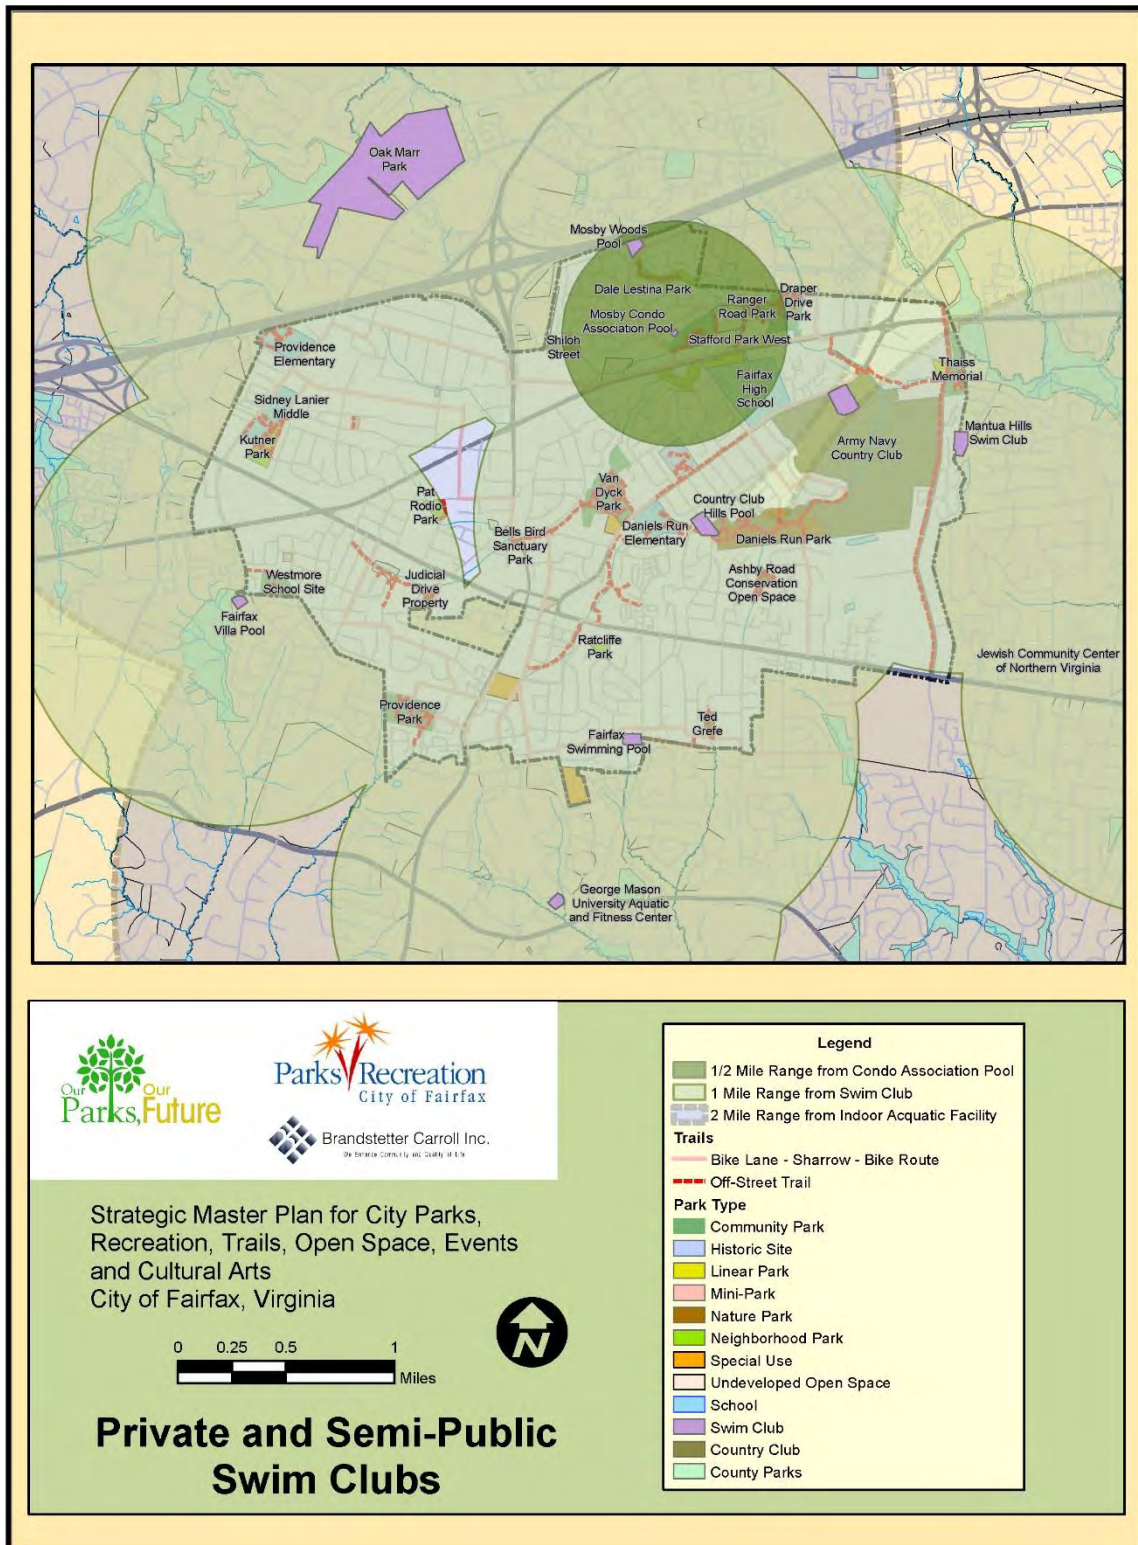 Oak Marr
Park
Mosby Woods
Pool
Dale Lestina Park
Ranger
Road Park
Draper
Drive
Park
Mosby Condo
Association Pool
Stafford Park West
Shiloh
Street
Providence
Elementary
Fairfax
High
School
Thaiss
Memorial
Sidney Lanier
Middle
Kutner
Park
Army Navy
Country Club
Mantua Hills
Swim Club
Pat
Rodio
Park
Van
Dyck
Park
Country Club
Hills Pool
Bells Bird
Sanctuary
Park
Daniels Run
Elementary
Daniels Run Park
Westmore
School Site
Judicial
Drive
Property
Ashby Road
Conservation
Open Space
Fairfax
Villa Pool
Ratcliffe
Park
Jewish Community Center
of Northern Virginia
Providence
Park
Ted
Grefe
Fairfax
Swimming Pool
George Mason
University Aquatic
and Fitness Center
Our
Parks,
Our
Future
Parks Recreation
City of Fairfax
Brandstetter Carroll Inc.
We Enhance Community and Quality of Life
Strategic Master Plan for City Parks,
Recreation, Trails, Open Space, Events
and Cultural Arts
City of Fairfax, Virginia
0 0.25 0.5 1
Miles
N
Private and Semi-Public
Swim Clubs
Legend
1/2 Mile Range from Condo Association Pool
1 Mile Range from Swim Club
2 Mile Range from Indoor Acquatic Facility
Trails
Bike Lane - Sharrow - Bike Route
Off-Street Trail
Park Type
Community Park
Historic Site
Linear Park
Mini-Park
Nature Park
Neighborhood Park
Special Use
Undeveloped Open Space
School
Swim Club
Country Club
County Parks